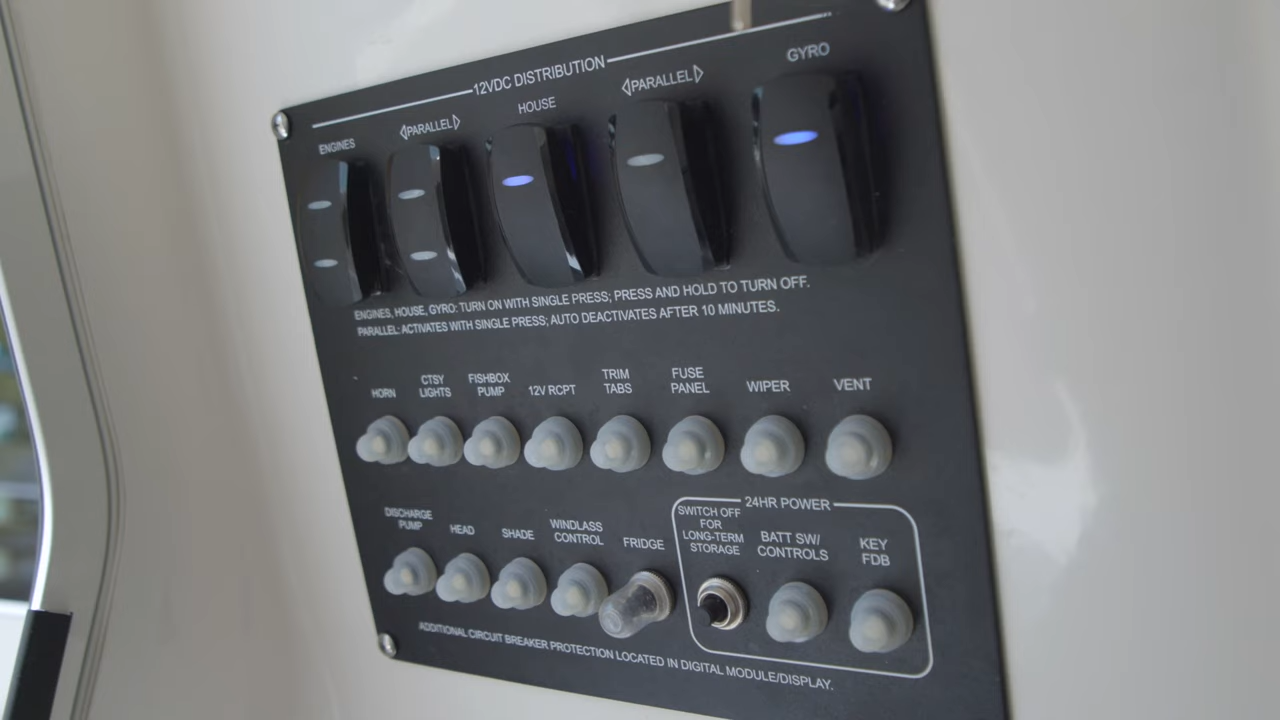 12VDC DISTRIBUTION
ENGINES
PARALLEL
HOUSE
PARALLEL
GYRO
ENGINES, HOUSE, GYRO: TURN ON WITH SINGLE PRESS; PRESS AND HOLD TO TURN OFF.
PARALLEL: ACTIVATES WITH SINGLE PRESS; AUTO DEACTIVATES AFTER 10 MINUTES.
HORN
CTSY
LIGHTS
FISHBOX
PUMP
12V RCPT
TRIM
TABS
FUSE
PANEL
WIPER
VENT
DISCHARGE
PUMP
HEAD
SHADE
WINDLASS
CONTROL
FRIDGE
24HR POWER
SWITCH OFF
FOR
LONG-TERM
STORAGE
BATT SW/
CONTROLS
KEY
FDB
ADDITIONAL CIRCUIT BREAKER PROTECTION LOCATED IN DIGITAL MODULE/DISPLAY.